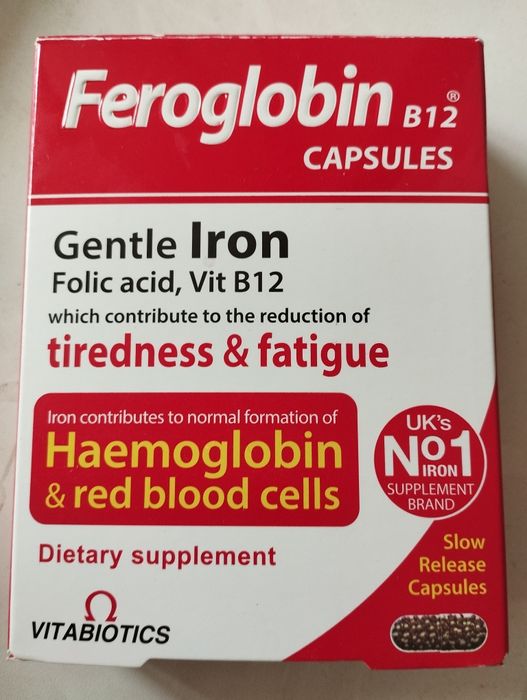 Feroglobin B12®
CAPSULES
Gentle Iron
Folic acid, Vit B12
which contribute to the reduction of
tiredness & fatigue
Iron contributes to normal formation of
Haemoglobin
& red blood cells
UK's
No1
IRON
SUPPLEMENT
BRAND
Dietary supplement
Slow
Release
Capsules
VITABIOTICS